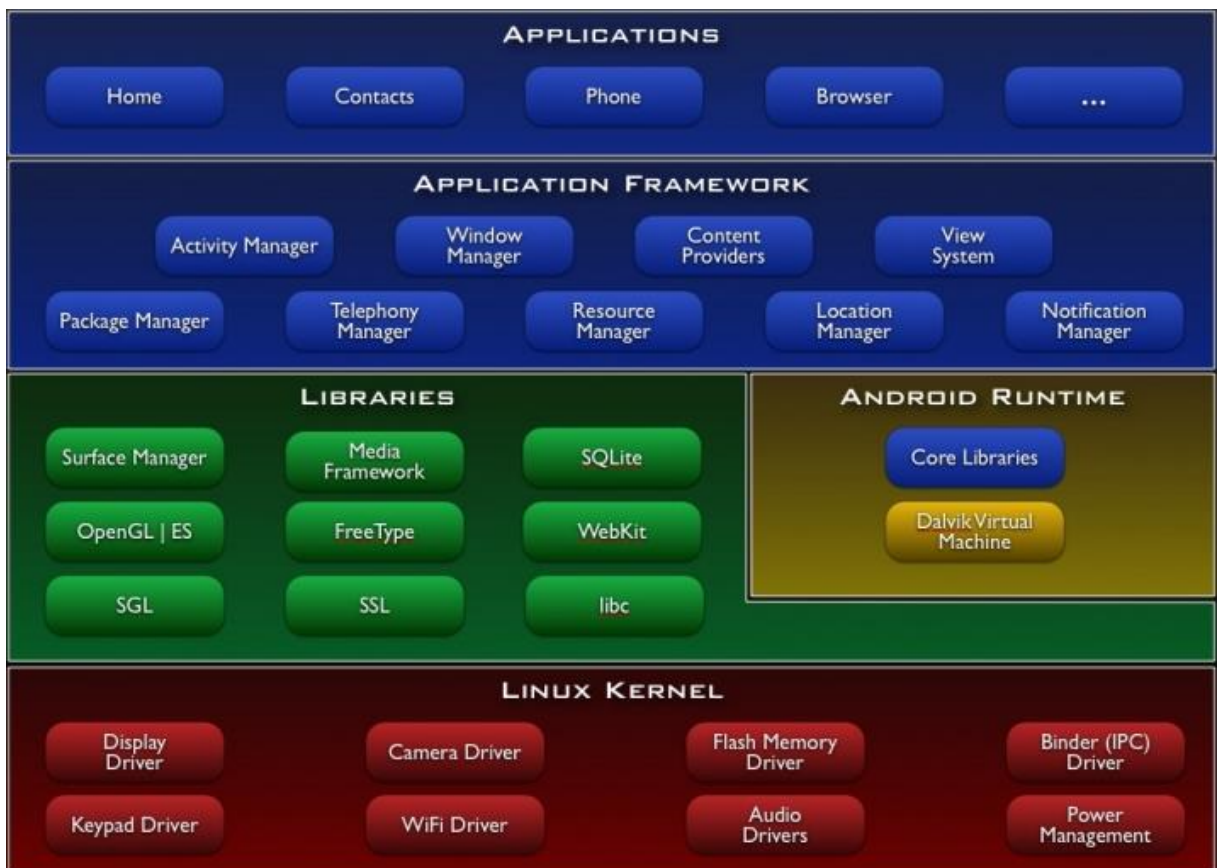 APPLICATIONS
Home
Contacts
Phone
Browser
...
APPLICATION FRAMEWORK
Activity Manager
Window
Manager
Content
Providers
View
System
Package Manager
Telephony
Manager
Resource
Manager
Location
Manager
Notification
Manager
LIBRARIES
Surface Manager
Media
Framework
SQLite
OpenGL | ES
FreeType
WebKit
SGL
SSL
libc
ANDROID RUNTIME
Core Libraries
Dalvik Virtual
Machine
LINUX KERNEL
Display
Driver
Camera Driver
Flash Memory
Driver
Binder (IPC)
Driver
Keypad Driver
WiFi Driver
Audio
Drivers
Power
Management